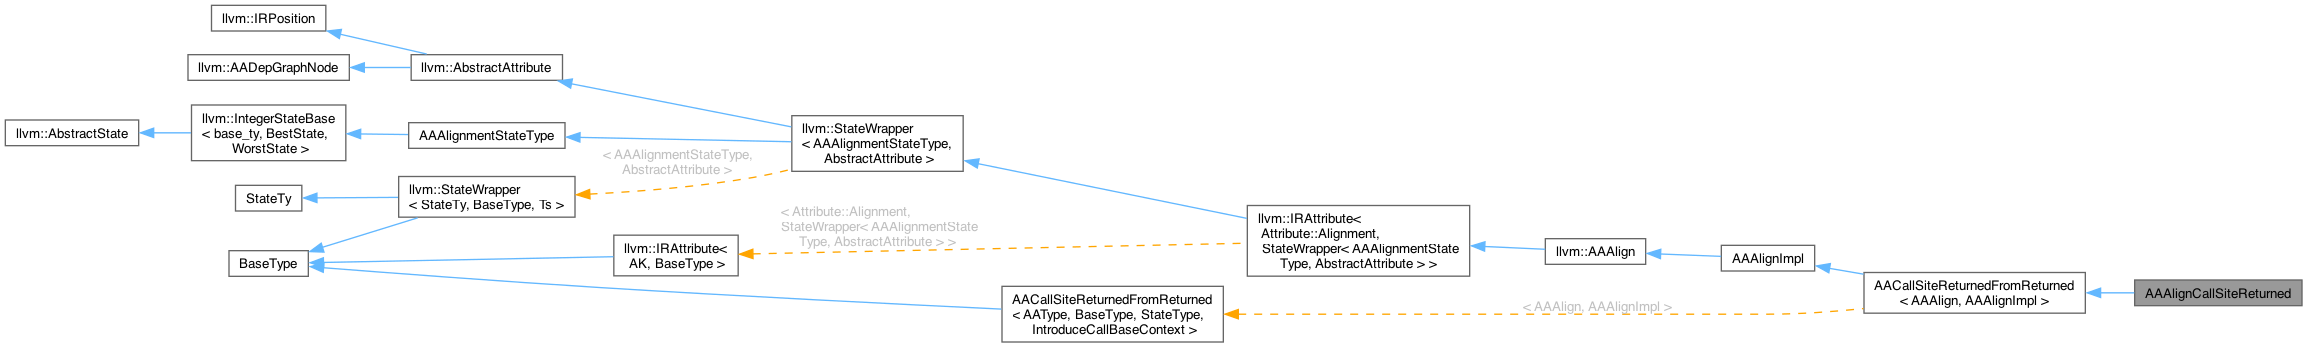 llvm::IRPosition
llvm::AADepGraphNode
llvm::AbstractAttribute
llvm::AbstractState
llvm::IntegerStateBase
< base_ty, BestState,
WorstState >
AAAlignmentStateType
llvm::StateWrapper
< AAAlignmentStateType,
AbstractAttribute >
< AAAlignmentStateType,
AbstractAttribute >
StateTy
llvm::StateWrapper
< StateTy, BaseType, Ts >
BaseType
llvm::IRAttribute<
AK, BaseType >
< Attribute::Alignment,
StateWrapper< AAAlignmentState
Type, AbstractAttribute > >
llvm::IRAttribute<
Attribute::Alignment,
StateWrapper< AAAlignmentState
Type, AbstractAttribute > >
llvm::AAAlign
AAAlignImpl
AACallSiteReturnedFromReturned
< AAType, BaseType, StateType,
IntroduceCallBaseContext >
< AAAlign, AAAlignImpl >
AACallSiteReturnedFromReturned
< AAAlign, AAAlignImpl >
AAAlignCallSiteReturned